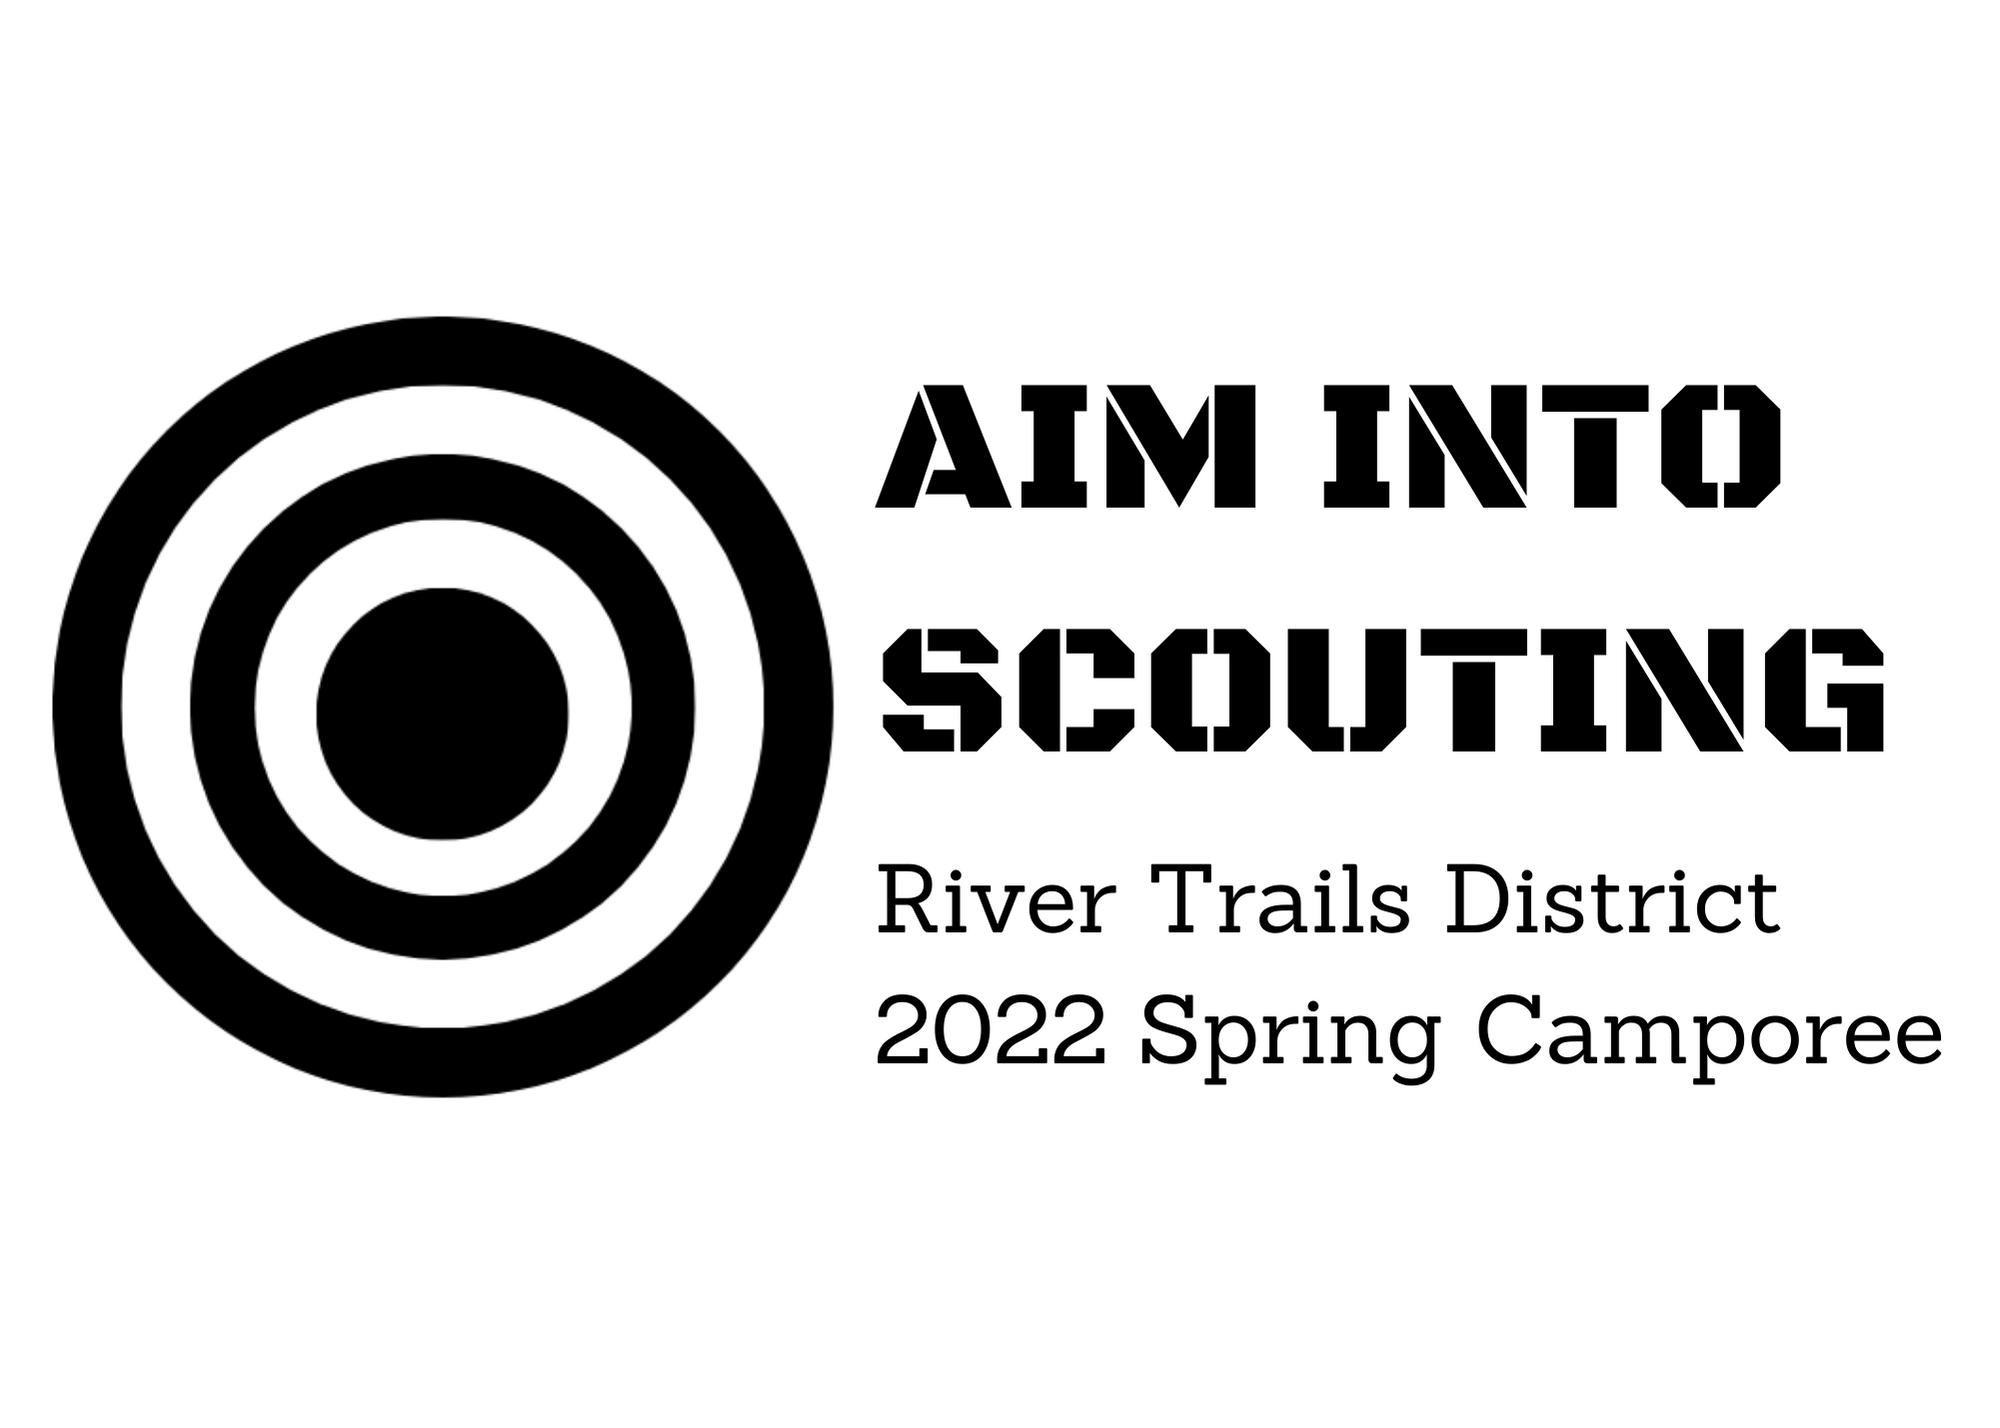 AIM INTO
SCOUTING
River Trails District
2022 Spring Camporee